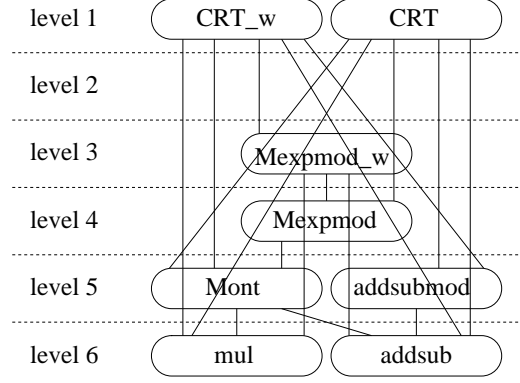 level 1 CRT_w CRT
level 2
level 3 Mexpmod_w
level 4 Mexpmod
level 5 Mont addsubmod
level 6 mul addsub